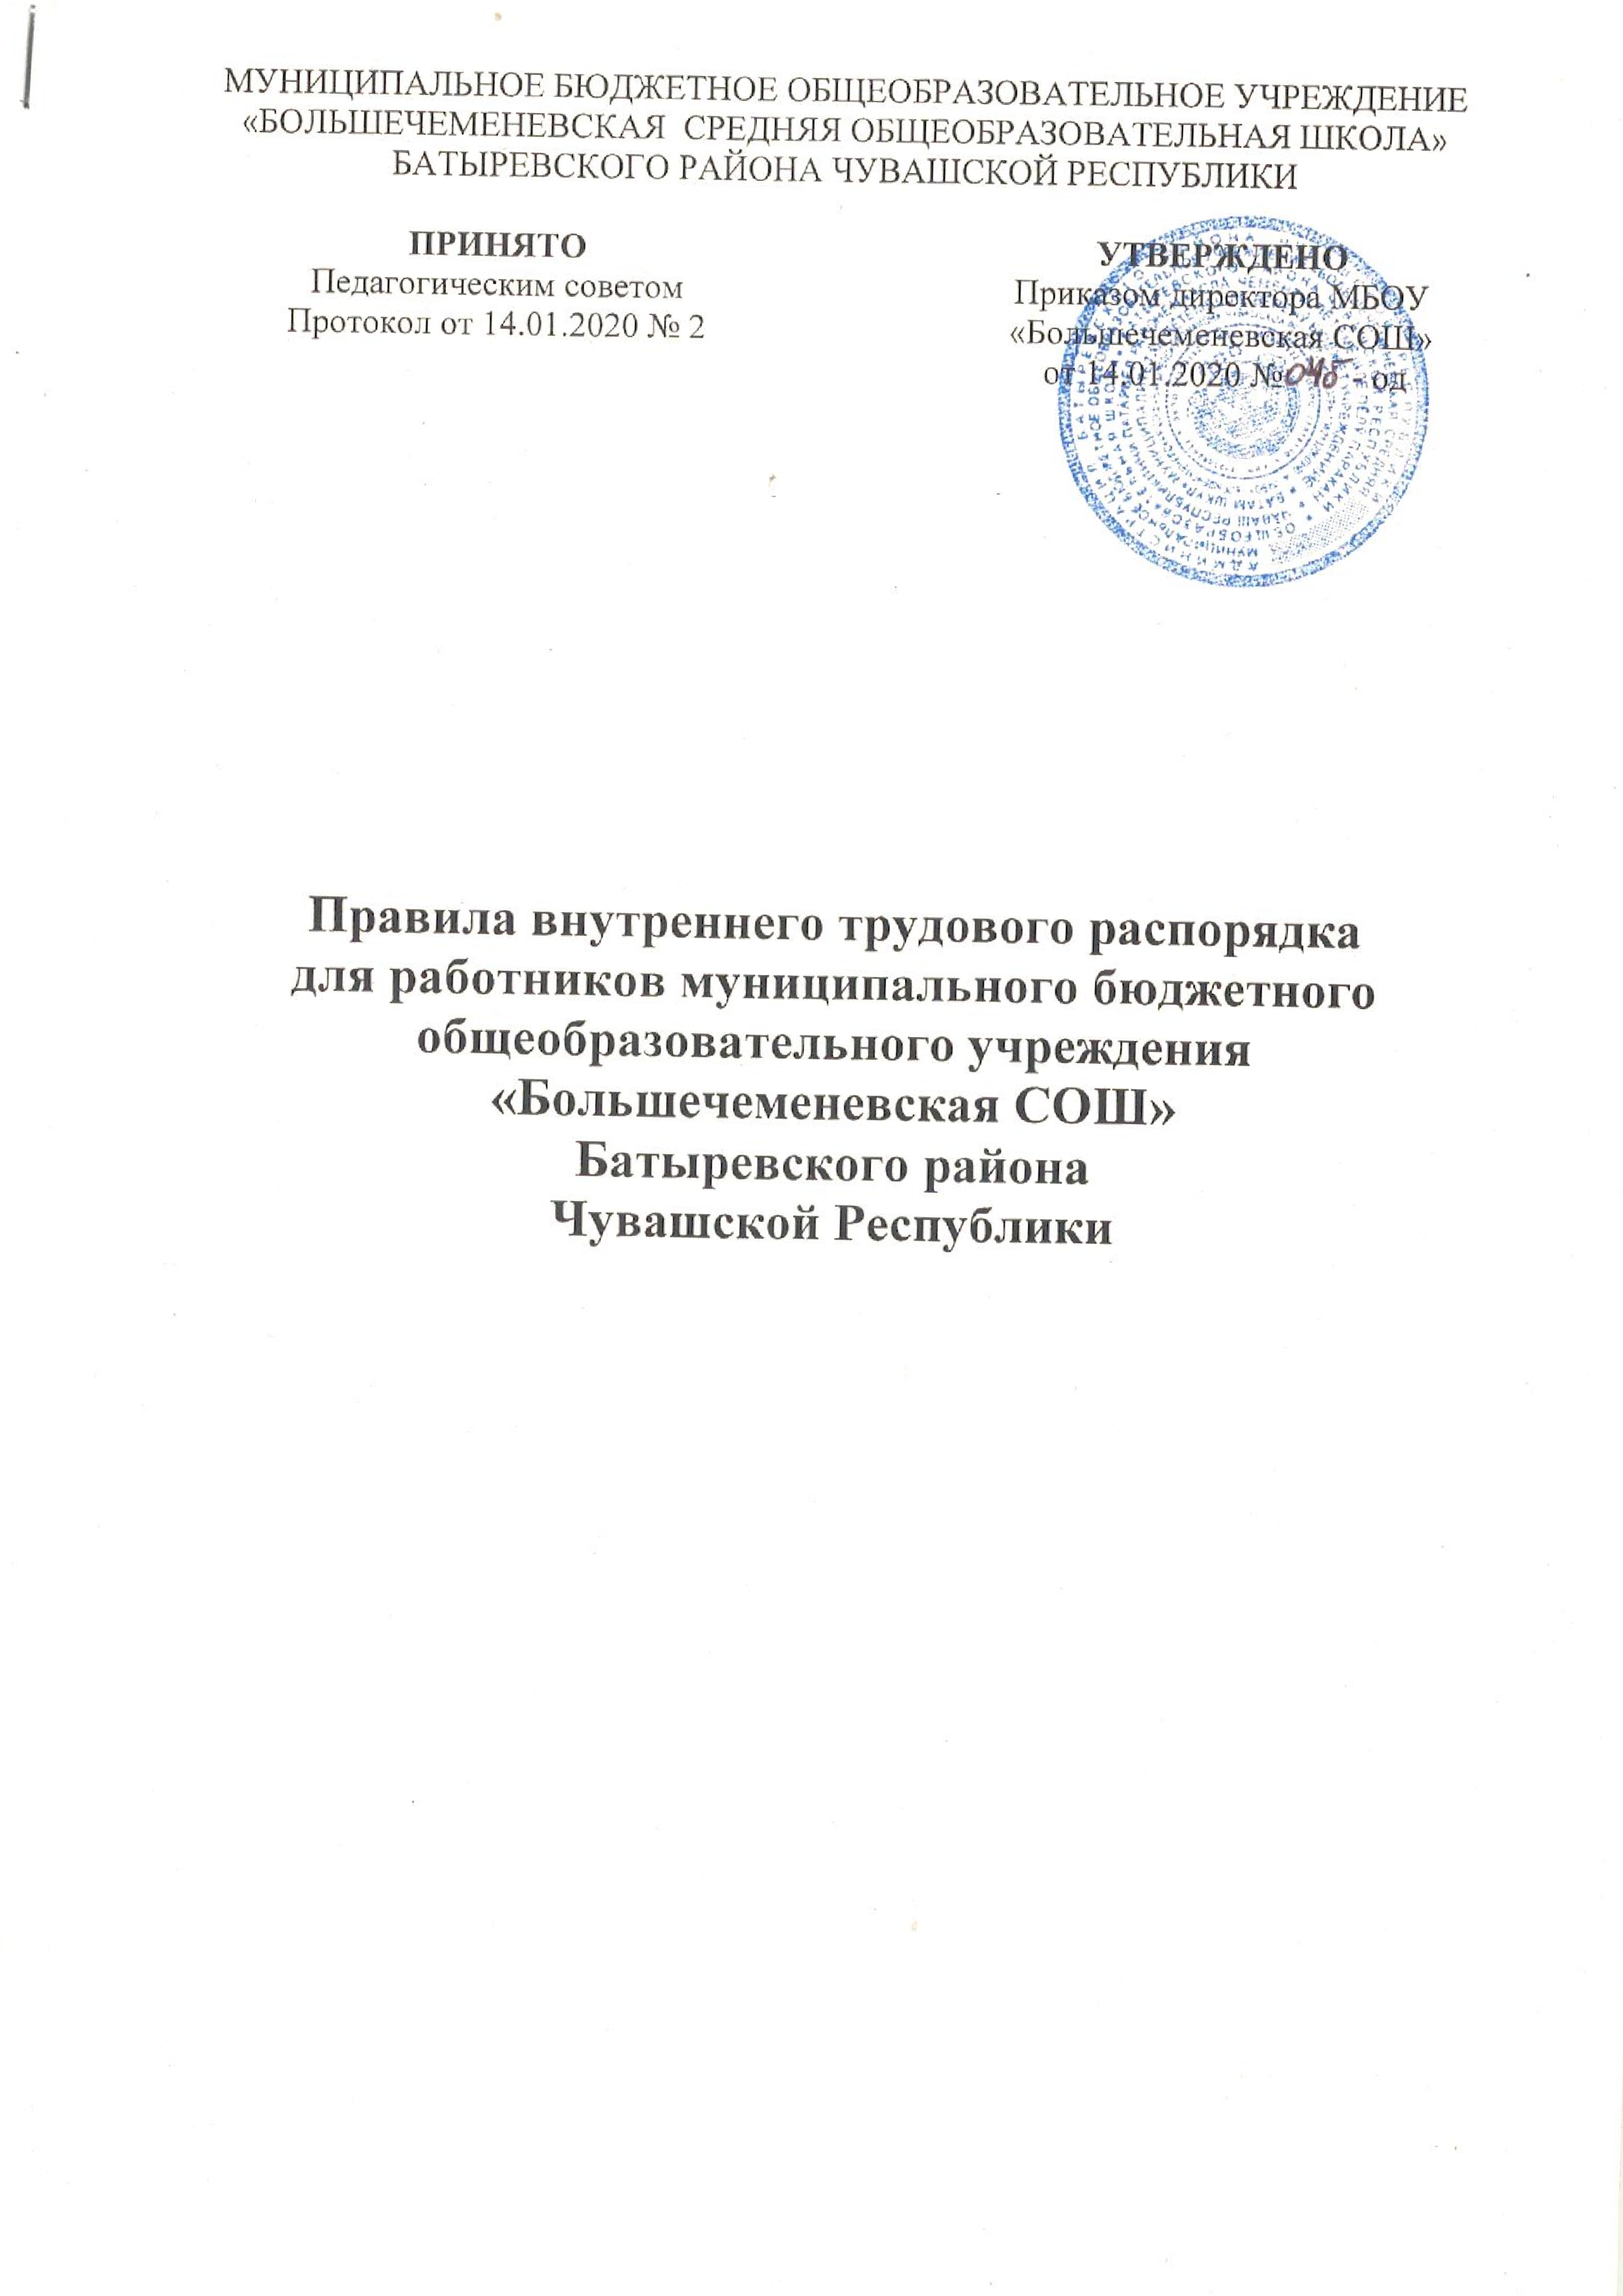 МУНИЦИПАЛЬНОЕ БЮДЖЕТНОЕ ОБЩЕОБРАЗОВАТЕЛЬНОЕ УЧРЕЖДЕНИЕ
«БОЛЬШЕЧЕМЕНЕВСКАЯ СРЕДНЯЯ ОБЩЕОБРАЗОВАТЕЛЬНАЯ ШКОЛА»
БАТЫРЕВСКОГО РАЙОНА ЧУВАШСКОЙ РЕСПУБЛИКИ
ПРИНЯТО
Педагогическим советом
Протокол от 14.01.2020 № 2
УТВЕРЖДЕНО
Приказом директора МБОУ
«Большечеменевская СОШ»
от 14.01.2020 № - од
Правила внутреннего трудового распорядка
для работников муниципального бюджетного
общеобразовательного учреждения
«Большечеменевская СОШ»
Батыревского района
Чувашской Республики